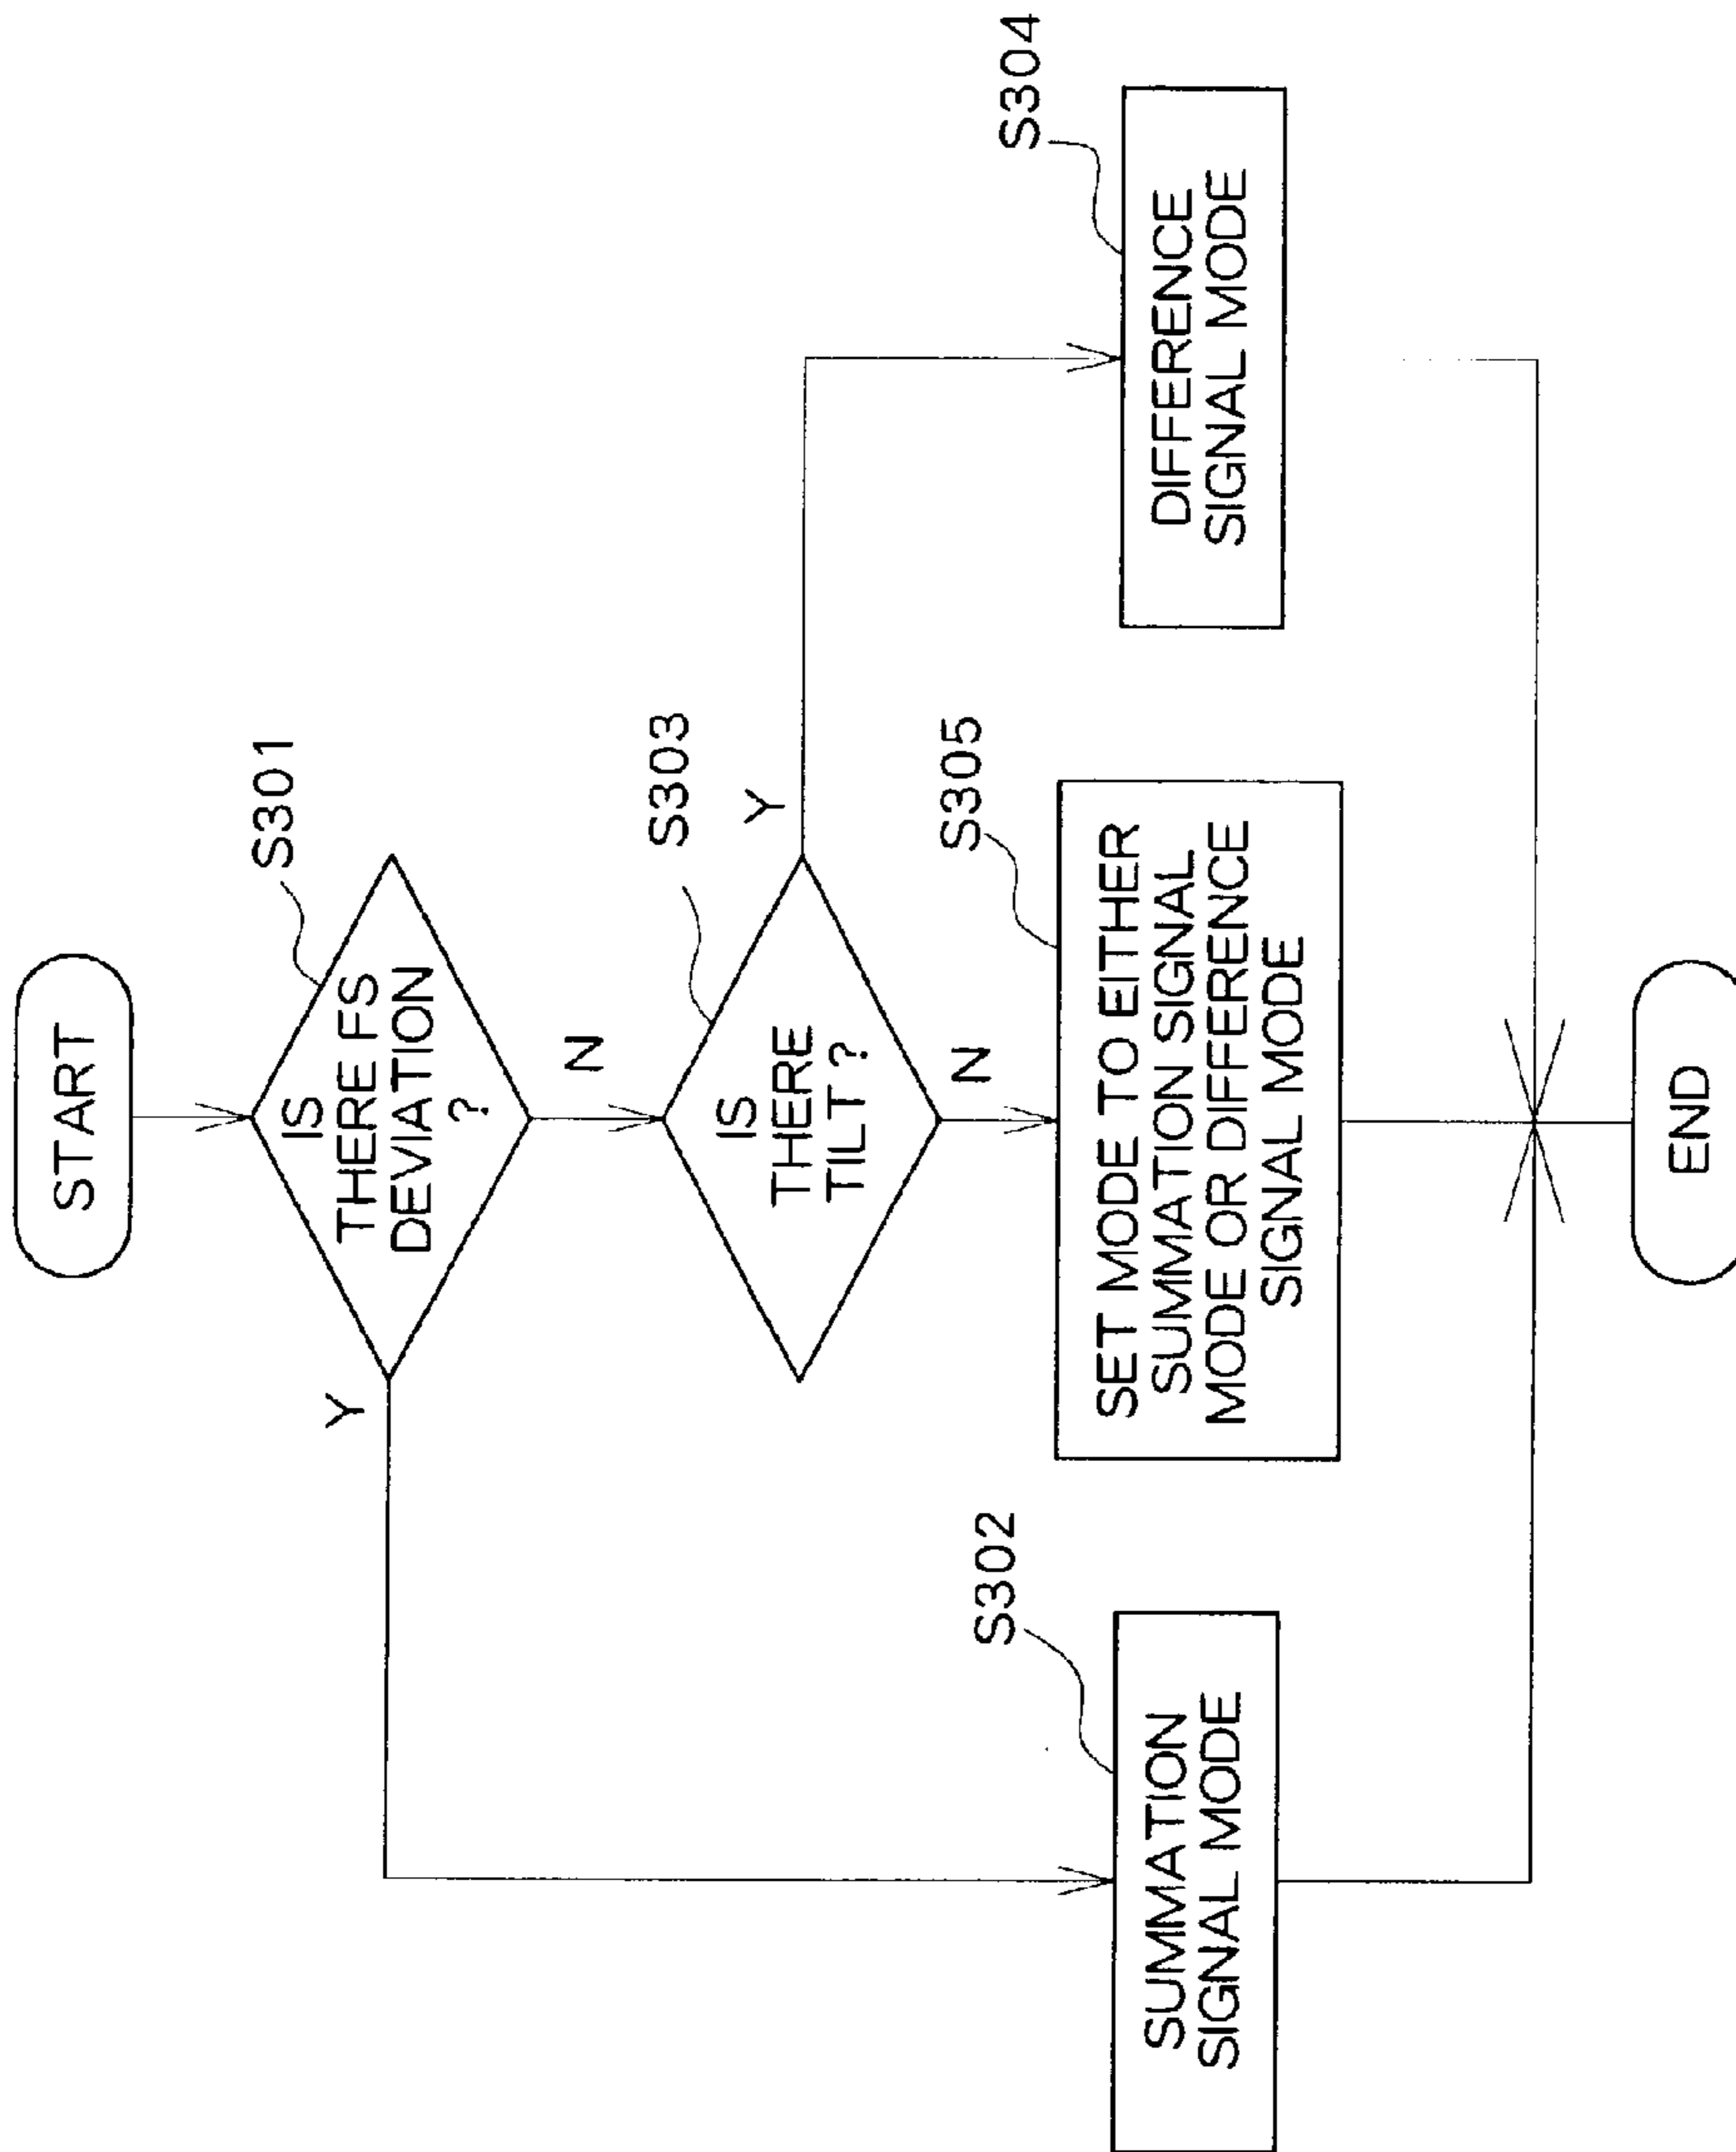 START
S301
IS
THERE FS
DEVIATION
?
Y
N
S303
IS
THERE
TILT ?
Y
N
S302
SUMMATION
SIGNAL MODE
S305
SET MODE TO EITHER
SUMMATION SIGNAL
MODE OR DIFFERENCE
SIGNAL MODE
S304
DIFFERENCE
SIGNAL MODE
END